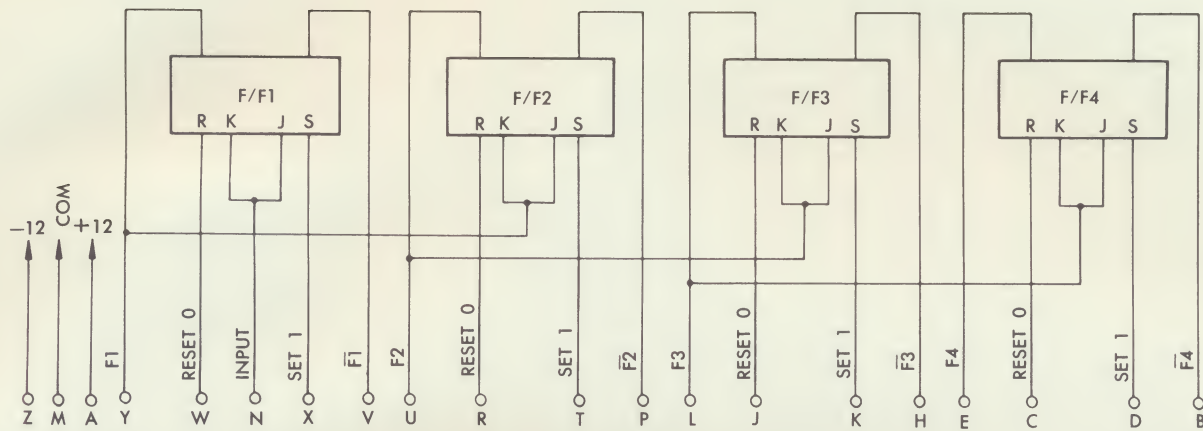 F/F1 F/F2 F/F3 F/F4
R K J S R K J S R K J S R K J S
−12 COM +12
F1 RESET 0 INPUT SET 1 F̅1̅ F2 RESET 0 SET 1 F̅2̅ F3 RESET 0 SET 1 F̅3̅ F4 RESET 0 SET 1 F̅4̅
Z M A Y W N X V U R T P L J K H E C D B